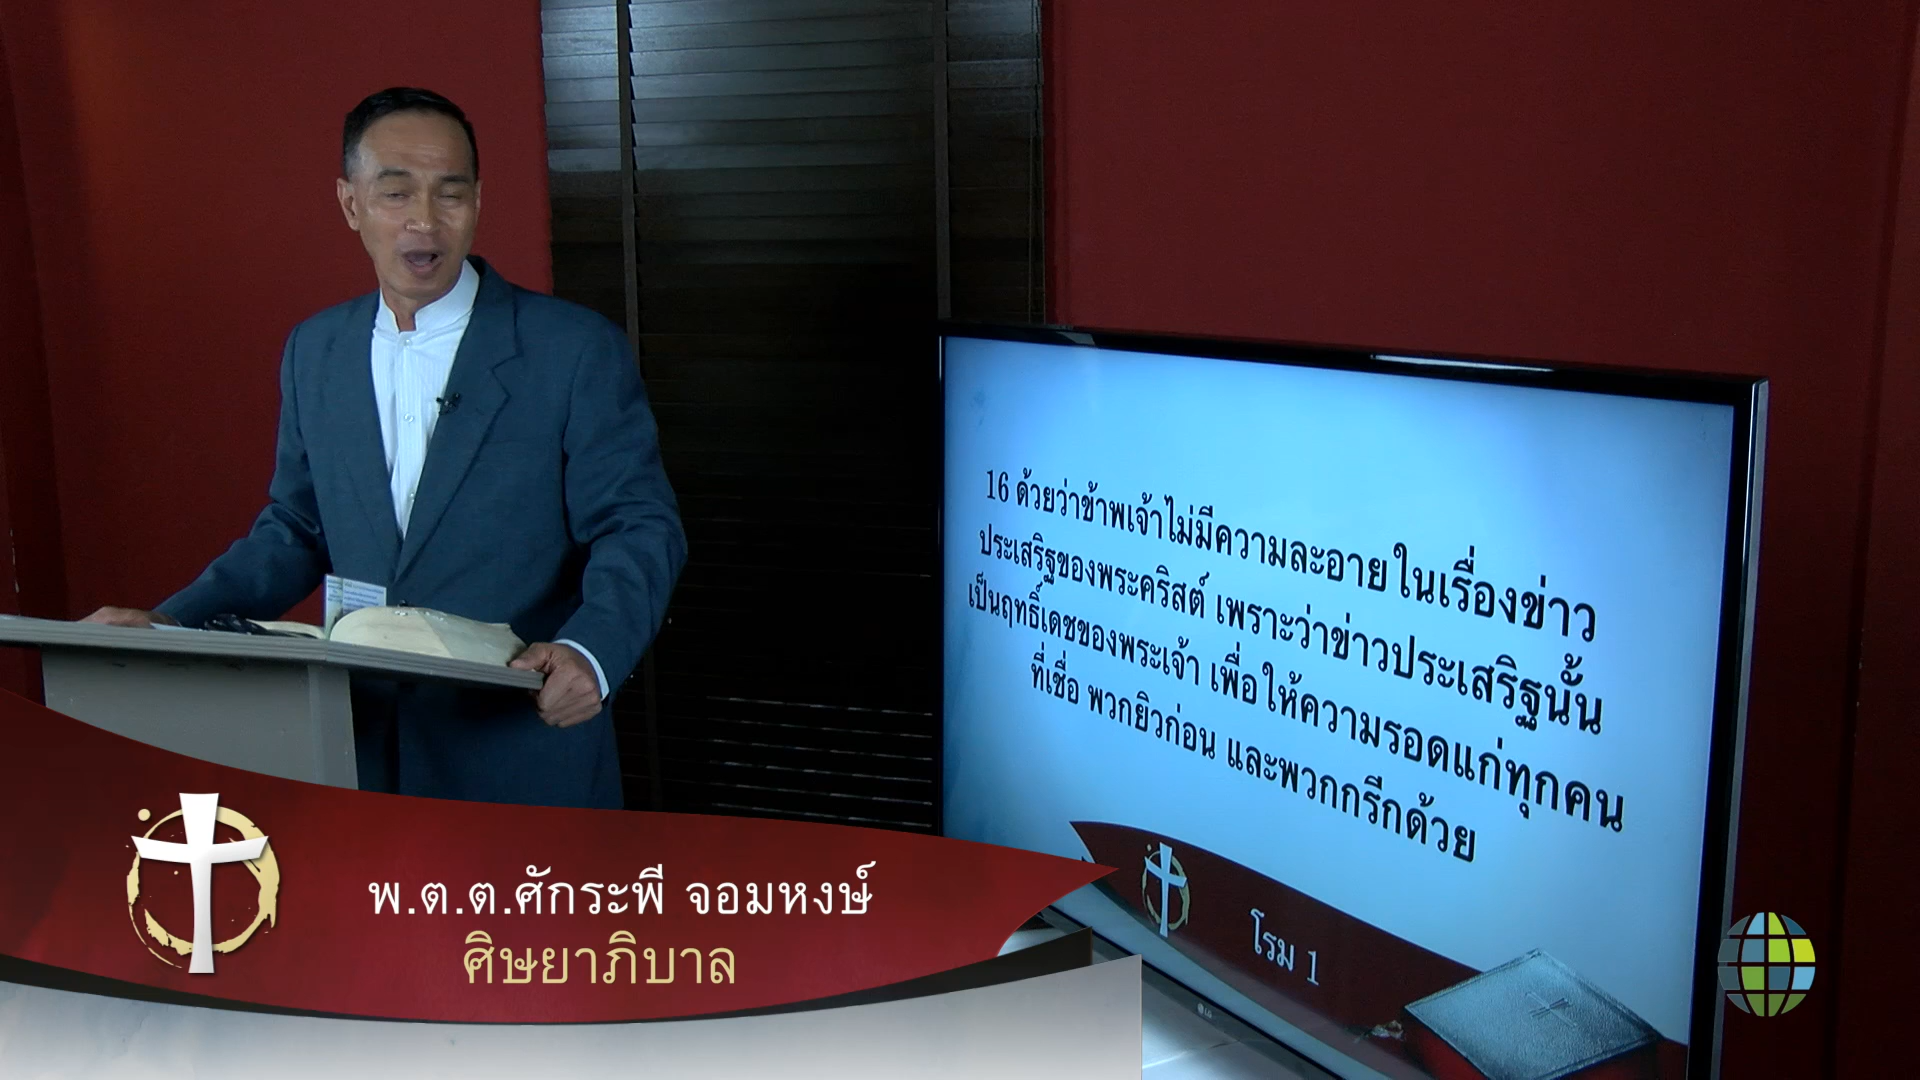 16 ด้วยว่าข้าพเจ้าไม่มีความละอายในเรื่องข่าว
ประเสริฐของพระคริสต์ เพราะว่าข่าวประเสริฐนั้น
เป็นฤทธิ์เดชของพระเจ้า เพื่อให้ความรอดแก่ทุกคน
ที่เชื่อ พวกยิวก่อน และพวกกรีกด้วย
โรม 1
LG
พ.ต.ต.ศักระพี จอมหงษ์
ศิษยาภิบาล